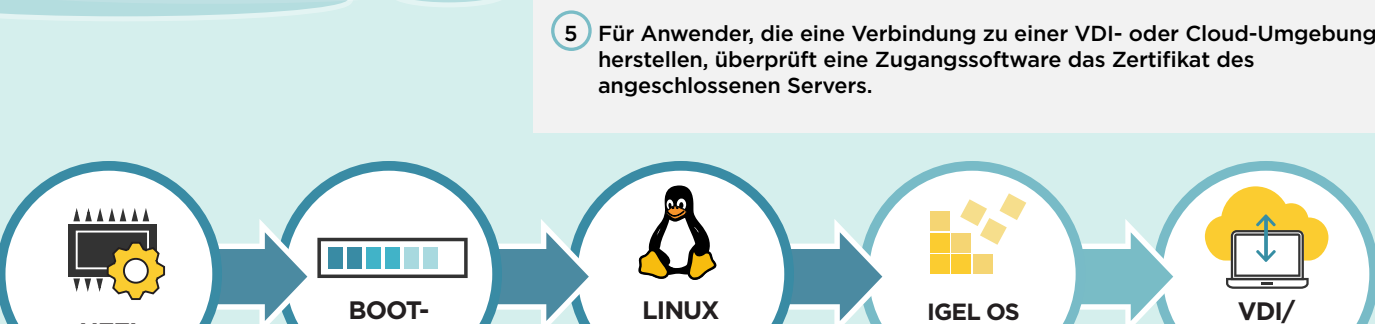 5 Für Anwender, die eine Verbindung zu einer VDI- oder Cloud-Umgebung
herstellen, überprüft eine Zugangssoftware das Zertifikat des
angeschlossenen Servers.
BOOT-
LINUX
IGEL OS
VDI/